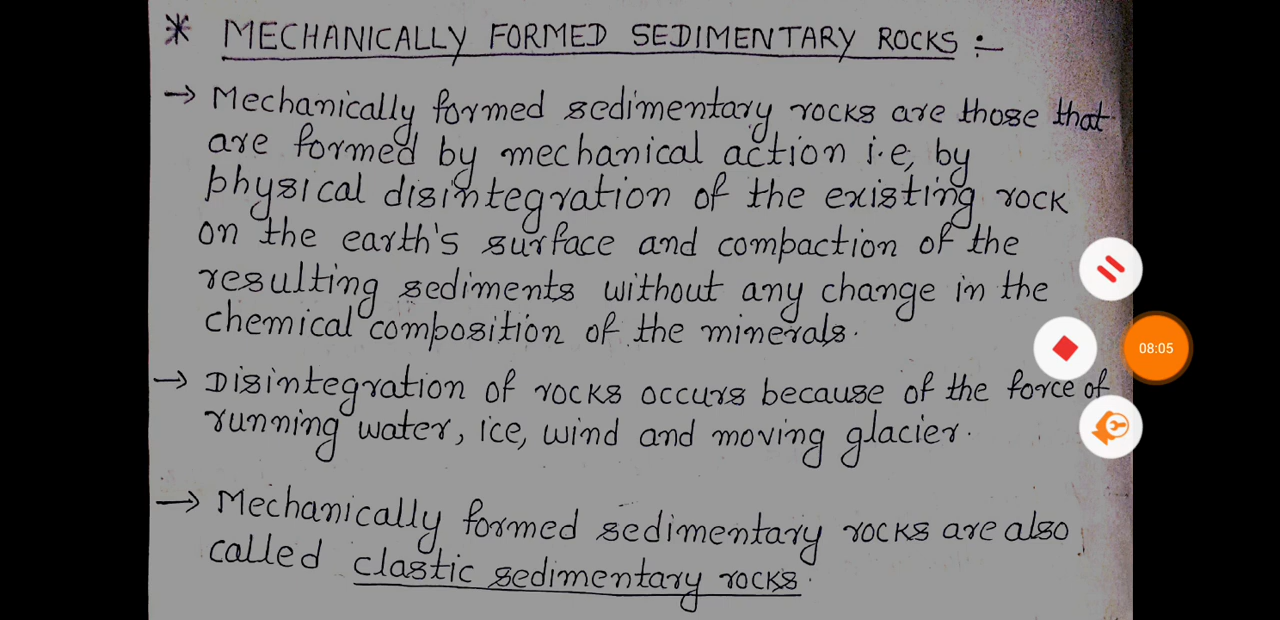 * MECHANICALLY FORMED SEDIMENTARY ROCKS :-
→ Mechanically formed sedimentary rocks are those that
are formed by mechanical action i.e, by
physical disintegration of the existing rock
on the earth's surface and compaction of the
resulting sediments without any change in the
chemical composition of the minerals.
→ Disintegration of rocks occurs because of the force of
running water, ice, wind and moving glacier.
→ Mechanically formed sedimentary rocks are also
called clastic sedimentary rocks.
08:05